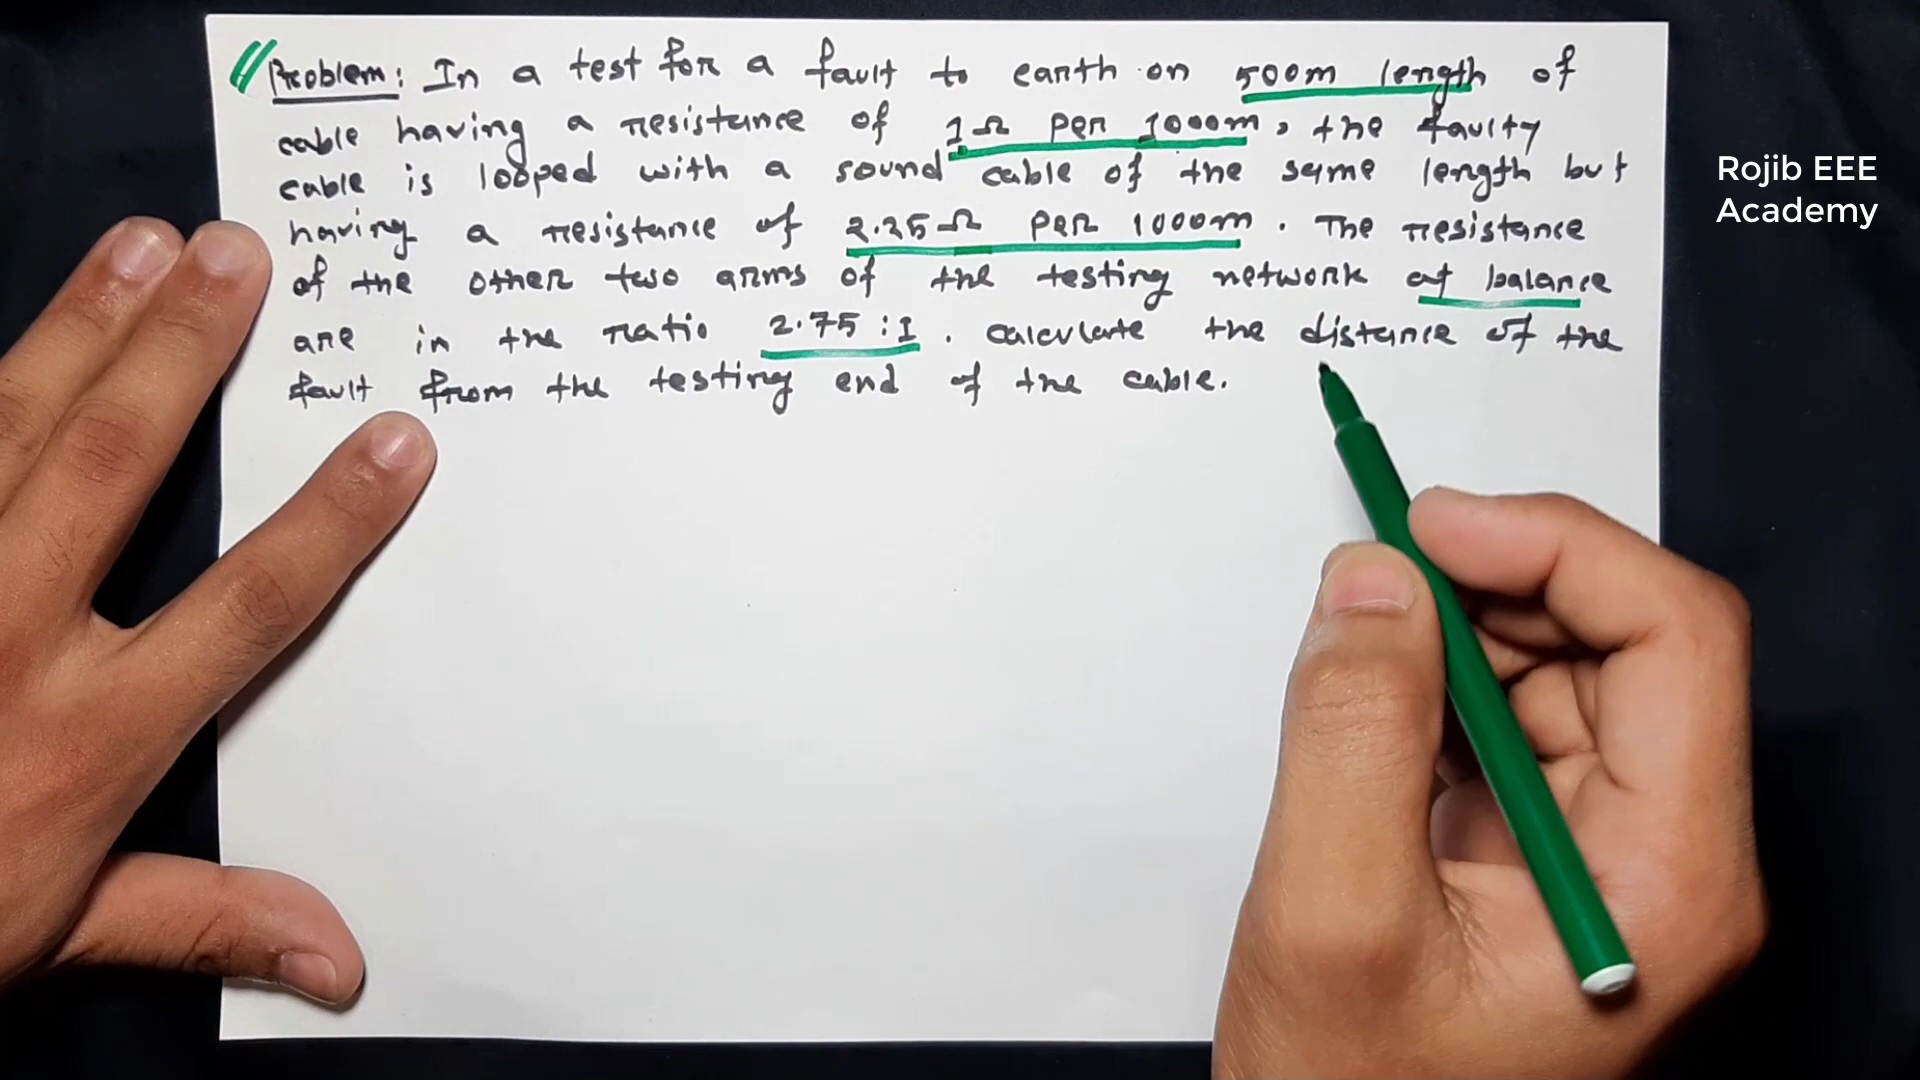 Problem: In a test for a fault to earth on 500m length of
cable having a resistance of 1Ω per 1000m, the faulty
cable is looped with a sound cable of the same length but
having a resistance of 2.25Ω per 1000m. The resistance
of the other two arms of the testing network at balance
are in the ratio 2.75:1. calculate the distance of the
fault from the testing end of the cable.
Rojib EEE
Academy